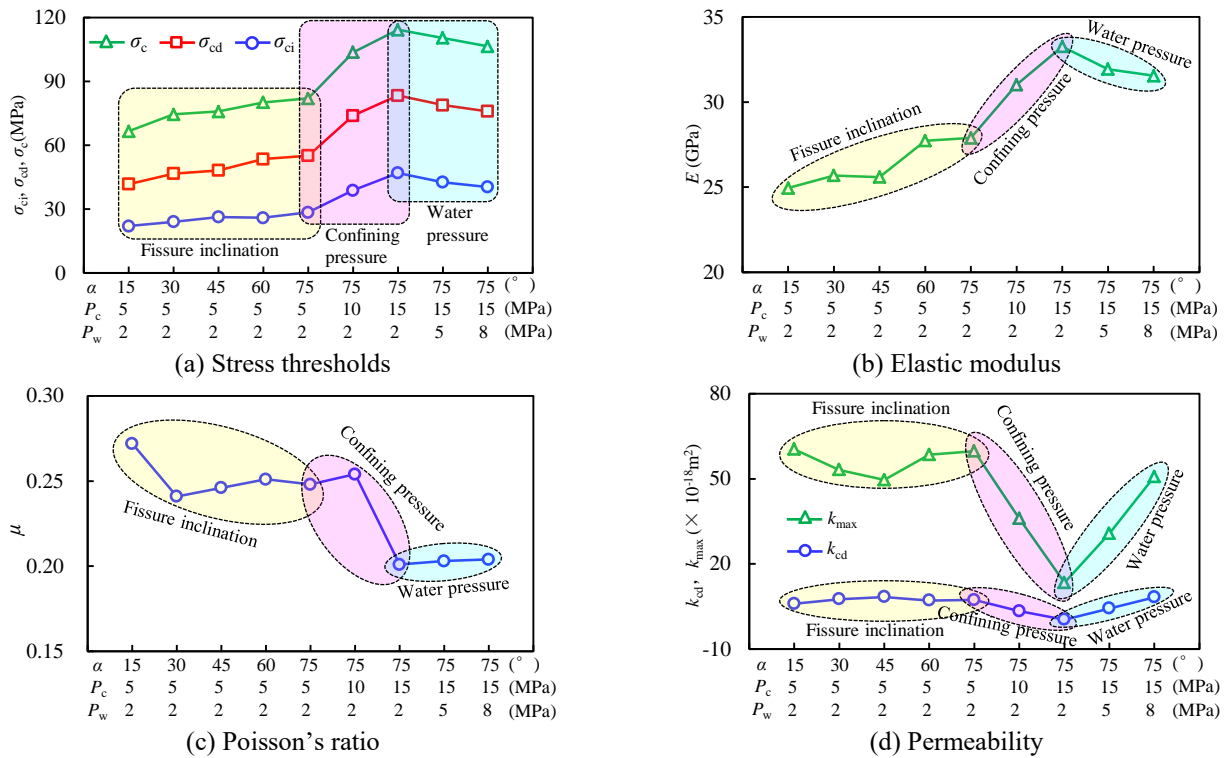 120
90
60
30
0
σci, σcd, σc(MPa)
σc
σcd
σci
Fissure inclination
Confining
pressure
Water
pressure
α 15 30 45 60 75 75 75 75 75 (°)
Pc 5 5 5 5 5 10 15 15 15 (MPa)
Pw 2 2 2 2 2 2 2 5 8 (MPa)
(a) Stress thresholds
35
30
25
20
E (GPa)
Fissure inclination
Confining pressure
Water pressure
α 15 30 45 60 75 75 75 75 75 (°)
Pc 5 5 5 5 5 10 15 15 15 (MPa)
Pw 2 2 2 2 2 2 2 5 8 (MPa)
(b) Elastic modulus
0.30
0.25
0.20
0.15
μ
Fissure inclination
Confining pressure
Water pressure
α 15 30 45 60 75 75 75 75 75 (°)
Pc 5 5 5 5 5 10 15 15 15 (MPa)
Pw 2 2 2 2 2 2 2 5 8 (MPa)
(c) Poisson’s ratio
80
50
20
-10
kcd, kmax (× 10⁻¹⁸m²)
Fissure inclination
Confining pressure
Water pressure
kmax
kcd
Fissure inclination
Confining pressure
Water pressure
α 15 30 45 60 75 75 75 75 75 (°)
Pc 5 5 5 5 5 10 15 15 15 (MPa)
Pw 2 2 2 2 2 2 2 5 8 (MPa)
(d) Permeability